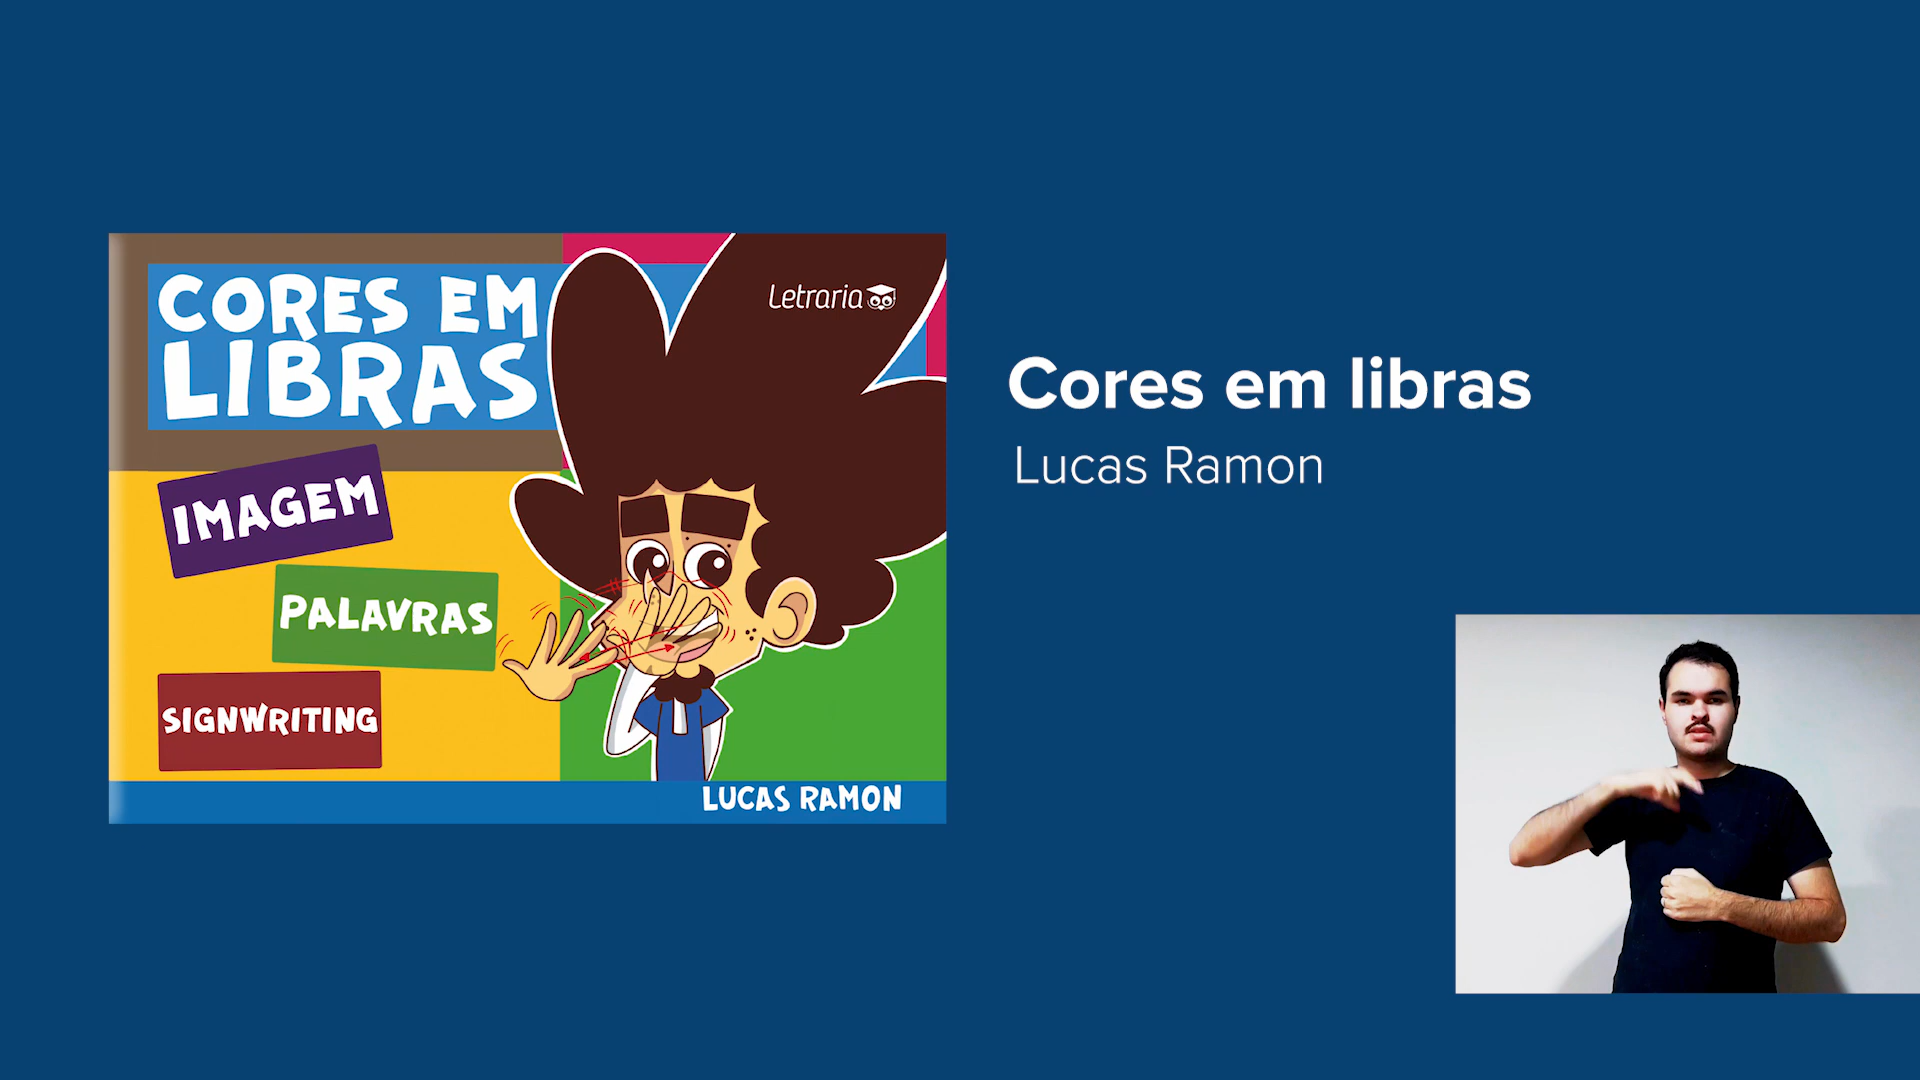 CORES EM
LIBRAS
Letraria
IMAGEM
PALAVRAS
SIGNWRITING
LUCAS RAMON
Cores em libras
Lucas Ramon